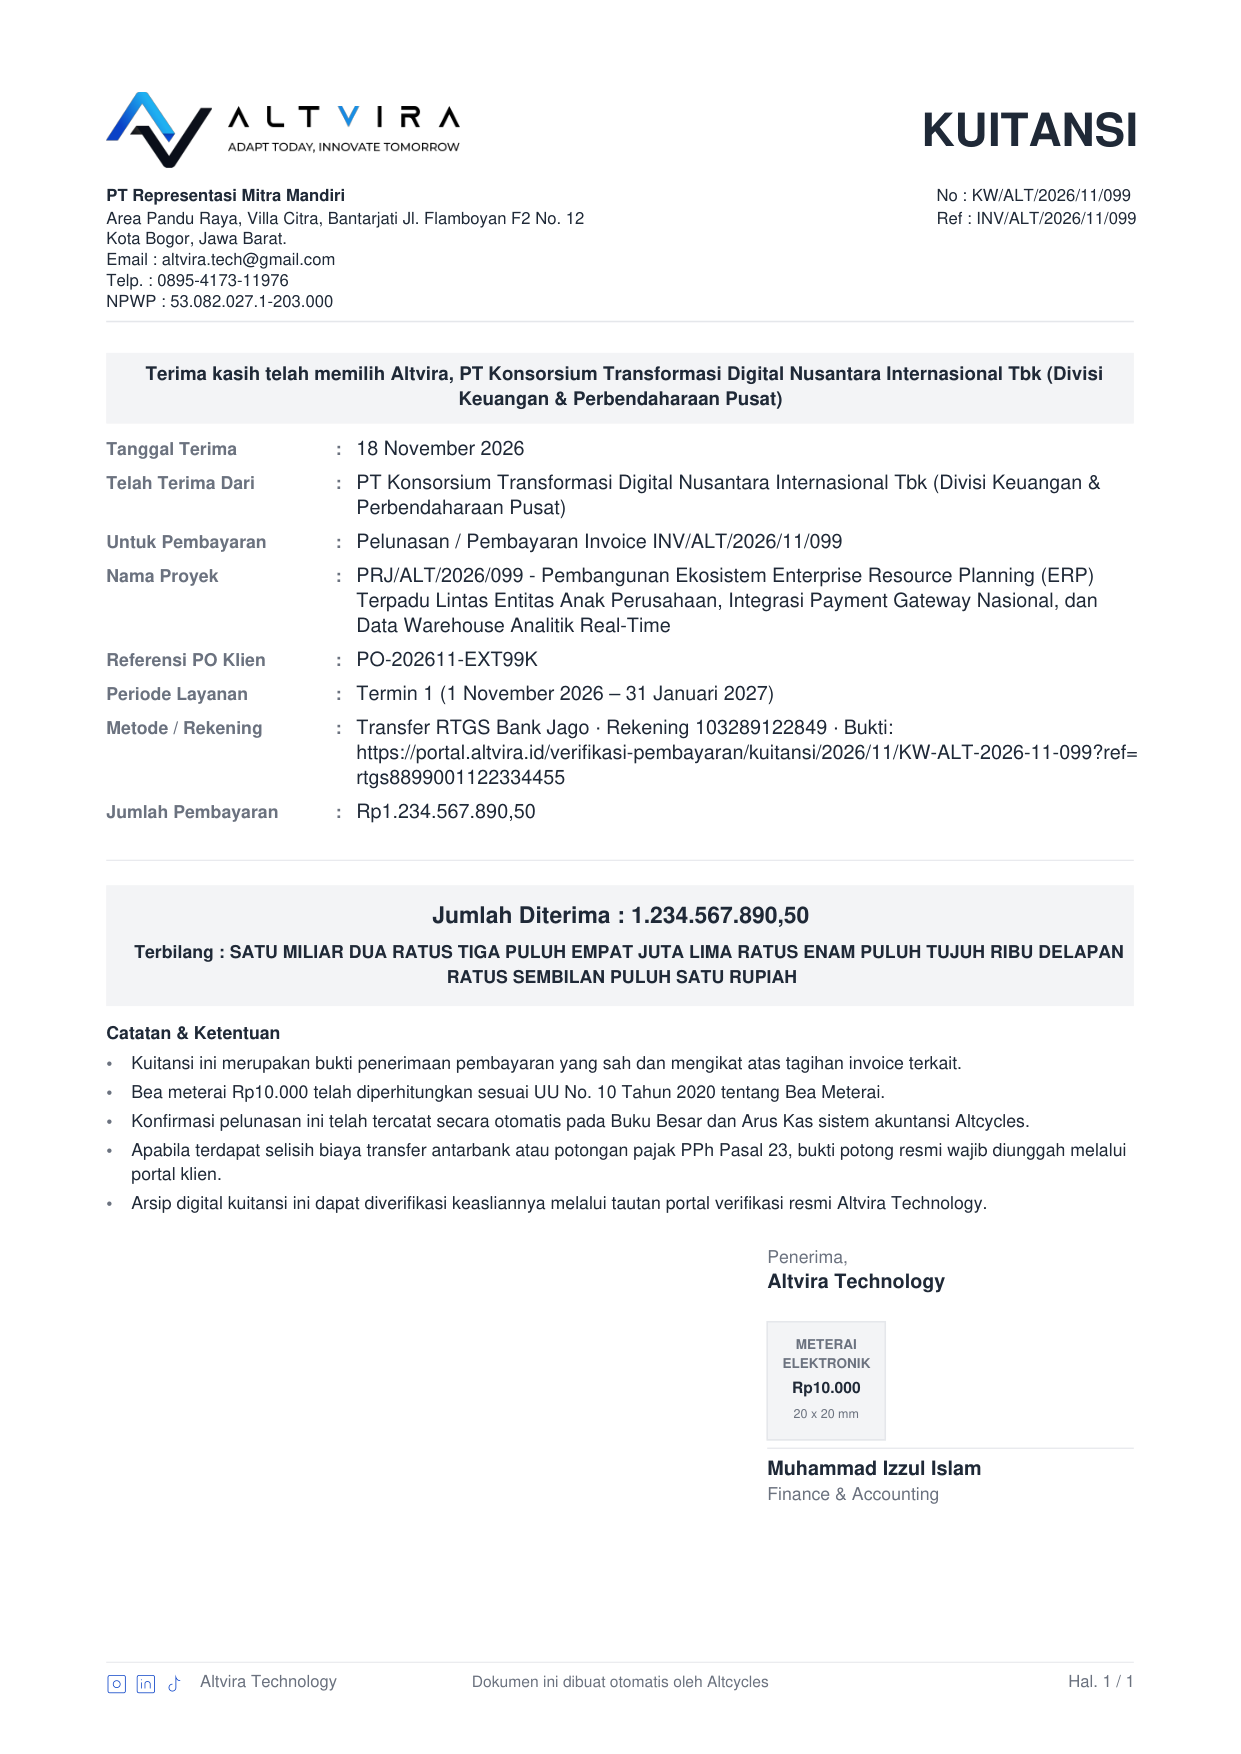 ALTVIRA
ADAPT TODAY, INNOVATE TOMORROW
KUITANSI
PT Representasi Mitra Mandiri
Area Pandu Raya, Villa Citra, Bantarjati Jl. Flamboyan F2 No. 12
Kota Bogor, Jawa Barat.
Email : altvira.tech@gmail.com
Telp. : 0895-4173-11976
NPWP : 53.082.027.1-203.000
No : KW/ALT/2026/11/099
Ref : INV/ALT/2026/11/099
Terima kasih telah memilih Altvira, PT Konsorsium Transformasi Digital Nusantara Internasional Tbk (Divisi
Keuangan & Perbendaharaan Pusat)
Tanggal Terima : 18 November 2026
Telah Terima Dari : PT Konsorsium Transformasi Digital Nusantara Internasional Tbk (Divisi Keuangan &
Perbendaharaan Pusat)
Untuk Pembayaran : Pelunasan / Pembayaran Invoice INV/ALT/2026/11/099
Nama Proyek : PRJ/ALT/2026/099 - Pembangunan Ekosistem Enterprise Resource Planning (ERP)
Terpadu Lintas Entitas Anak Perusahaan, Integrasi Payment Gateway Nasional, dan
Data Warehouse Analitik Real-Time
Referensi PO Klien : PO-202611-EXT99K
Periode Layanan : Termin 1 (1 November 2026 – 31 Januari 2027)
Metode / Rekening : Transfer RTGS Bank Jago · Rekening 103289122849 · Bukti:
https://portal.altvira.id/verifikasi-pembayaran/kuitansi/2026/11/KW-ALT-2026-11-099?ref=
rtgs8899001122334455
Jumlah Pembayaran : Rp1.234.567.890,50
Jumlah Diterima : 1.234.567.890,50
Terbilang : SATU MILIAR DUA RATUS TIGA PULUH EMPAT JUTA LIMA RATUS ENAM PULUH TUJUH RIBU DELAPAN
RATUS SEMBILAN PULUH SATU RUPIAH
Catatan & Ketentuan
• Kuitansi ini merupakan bukti penerimaan pembayaran yang sah dan mengikat atas tagihan invoice terkait.
• Bea meterai Rp10.000 telah diperhitungkan sesuai UU No. 10 Tahun 2020 tentang Bea Meterai.
• Konfirmasi pelunasan ini telah tercatat secara otomatis pada Buku Besar dan Arus Kas sistem akuntansi Altcycles.
• Apabila terdapat selisih biaya transfer antarbank atau potongan pajak PPh Pasal 23, bukti potong resmi wajib diunggah melalui
portal klien.
• Arsip digital kuitansi ini dapat diverifikasi keasliannya melalui tautan portal verifikasi resmi Altvira Technology.
Penerima,
Altvira Technology
METERAI
ELEKTRONIK
Rp10.000
20 x 20 mm
Muhammad Izzul Islam
Finance & Accounting
Altvira Technology
Dokumen ini dibuat otomatis oleh Altcycles
Hal. 1 / 1